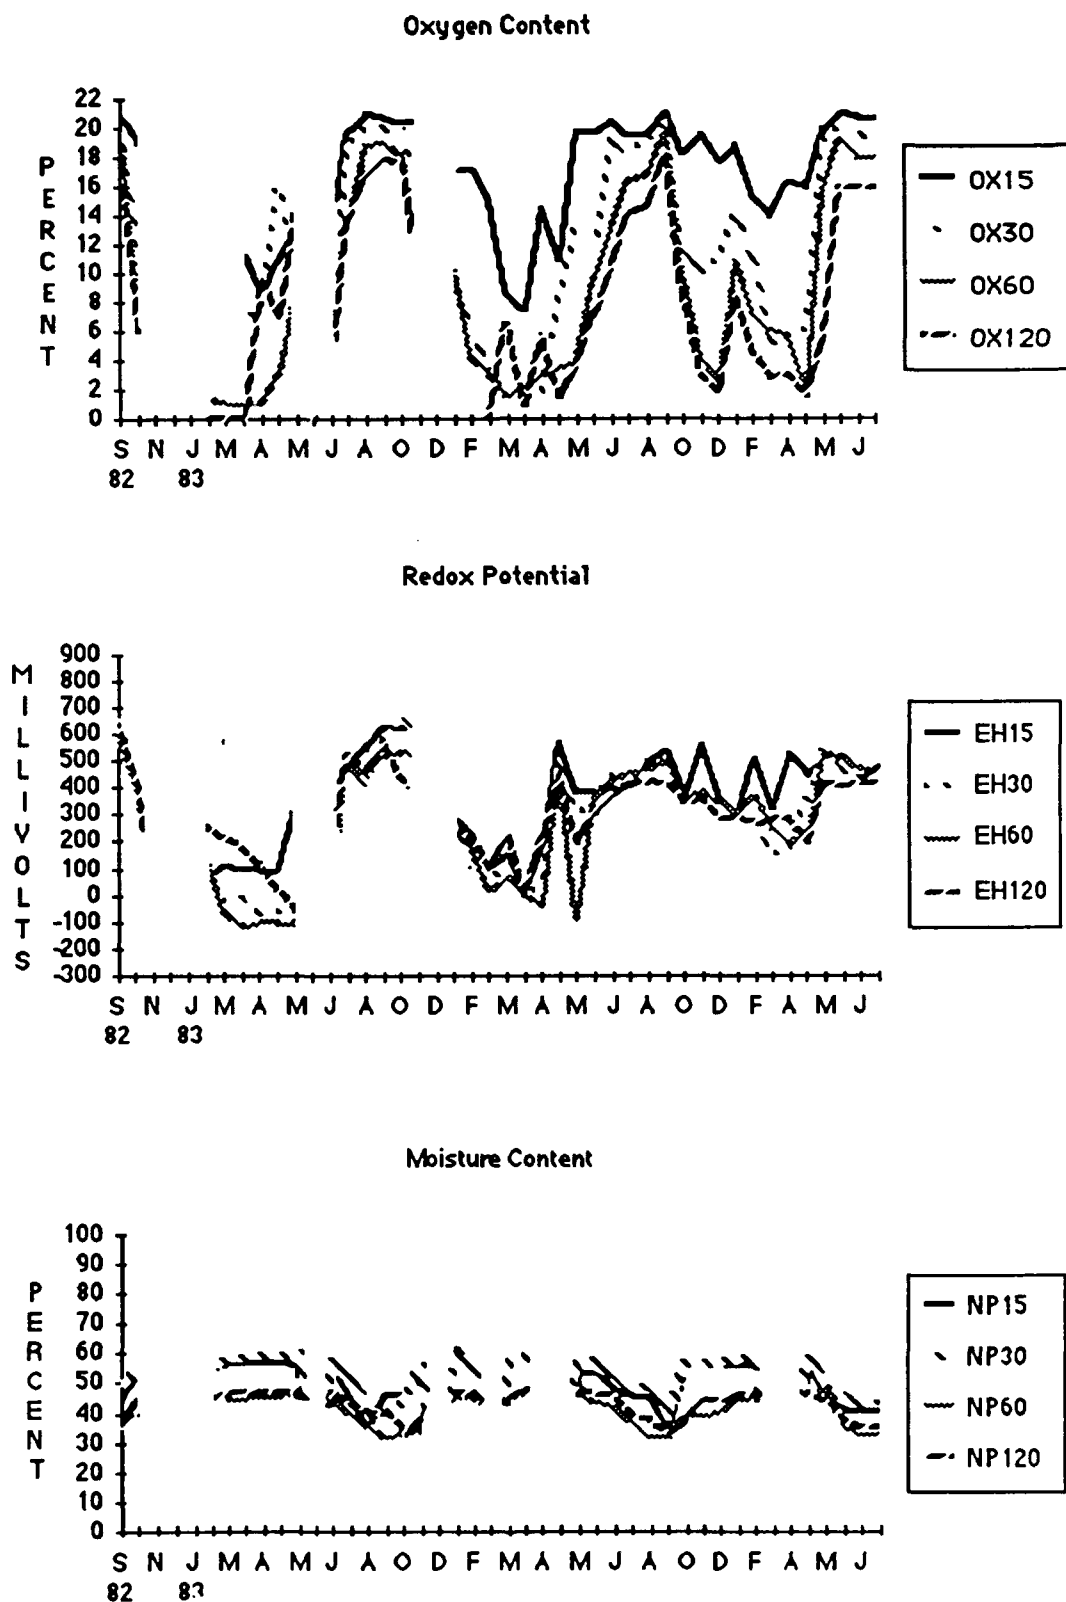 Oxygen Content
PERCENT
22
20
18
16
14
12
10
8
6
4
2
0
S N J M A M J A O D F M A M J A O D F A M J
82 83
OX15
OX30
OX60
OX120
Redox Potential
MILLIVOLTS
900
800
700
600
500
400
300
200
100
0
-100
-200
-300
S N J M A M J A O D F M A M J A O D F A M J
82 83
EH15
EH30
EH60
EH120
Moisture Content
PERCENT
100
90
80
70
60
50
40
30
20
10
0
S N J M A M J A O D F M A M J A O D F A M J
82 83
NP15
NP30
NP60
NP120